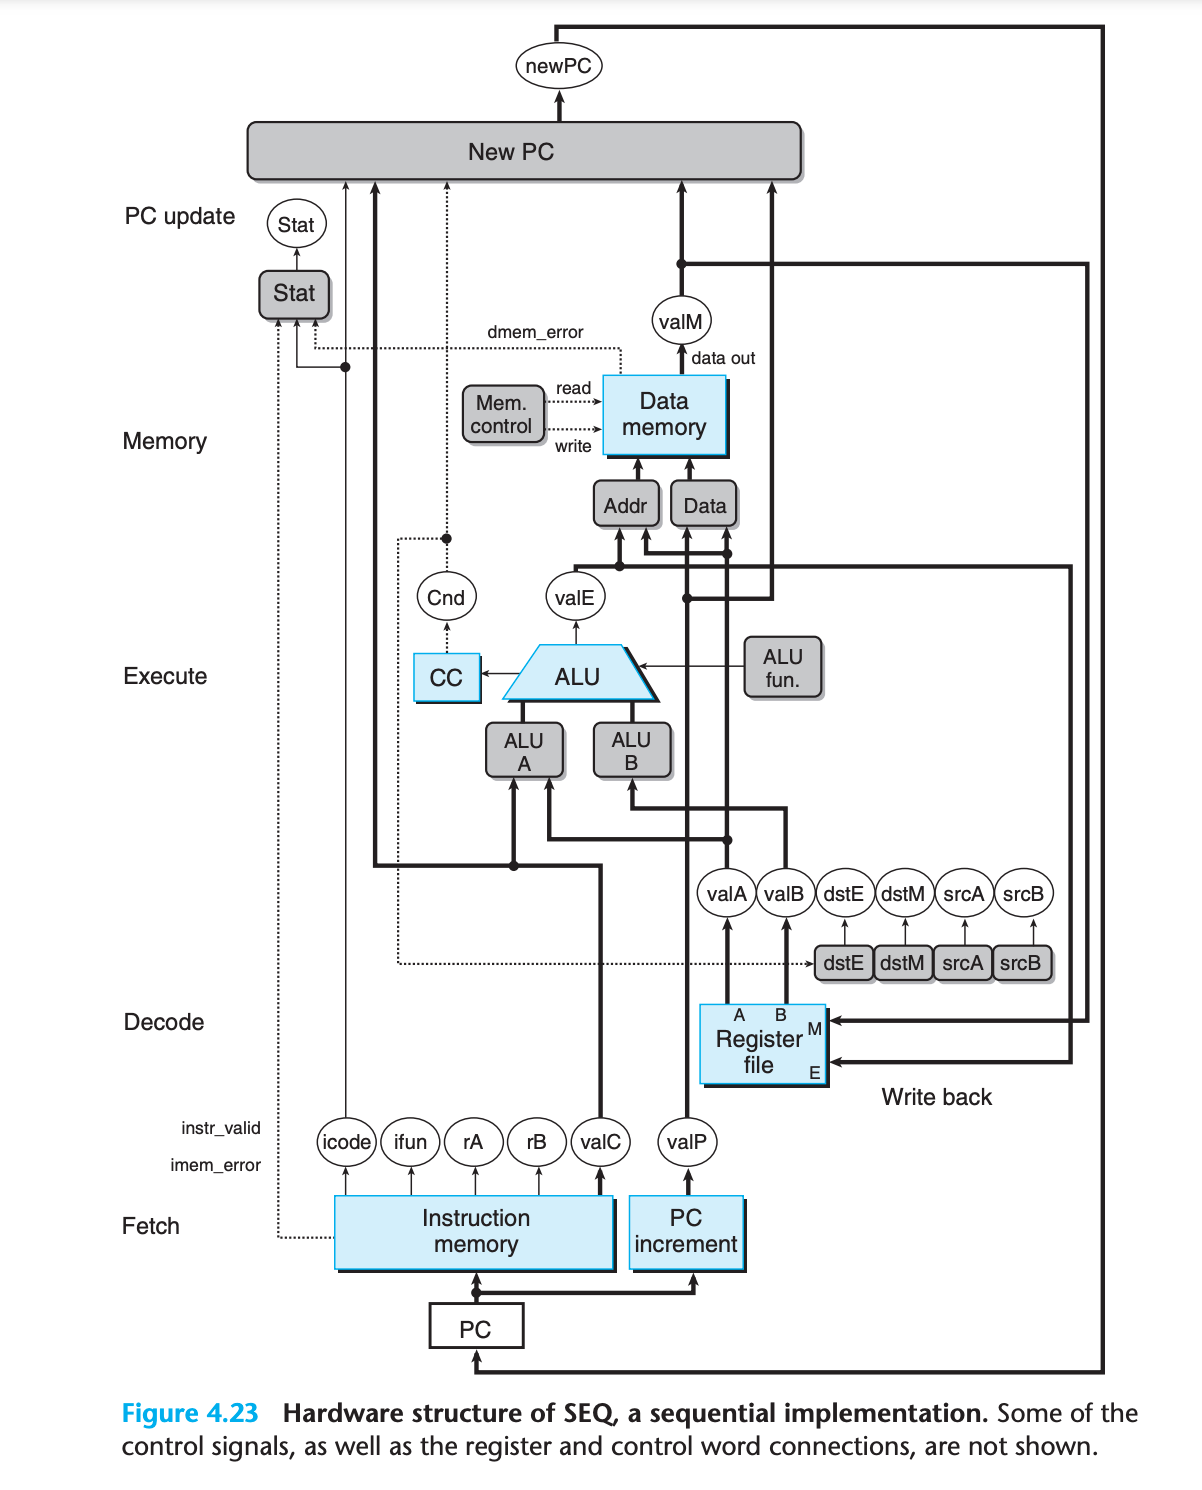 newPC
New PC
PC update
Stat
Stat
valM
dmem_error
data out
read
Mem.
control
write
Data
memory
Memory
Addr
Data
Cnd
valE
CC
ALU
ALU
fun.
Execute
ALU
A
ALU
B
valA
valB
dstE
dstM
srcA
srcB
dstE
dstM
srcA
srcB
A
B
M
Register
file
E
Decode
Write back
instr_valid
imem_error
icode
ifun
rA
rB
valC
valP
Fetch
Instruction
memory
PC
increment
PC
Figure 4.23 Hardware structure of SEQ, a sequential implementation. Some of the
control signals, as well as the register and control word connections, are not shown.